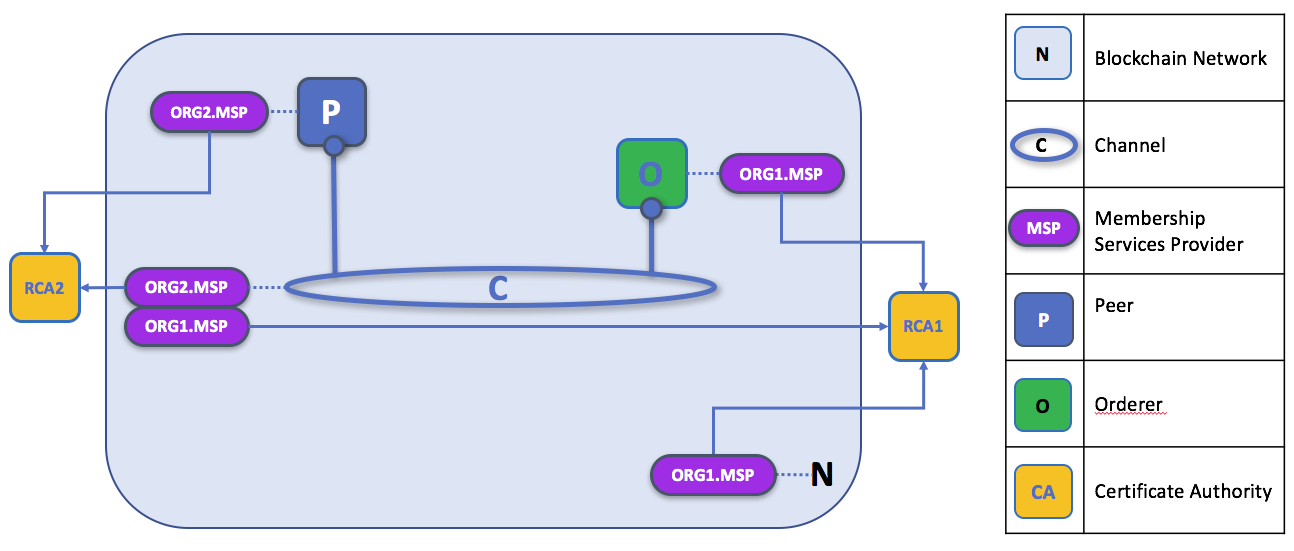 ORG2.MSP
P
O
ORG1.MSP
RCA2
ORG2.MSP
C
ORG1.MSP
RCA1
ORG1.MSP
N
N
Blockchain Network
C
Channel
MSP
Membership
Services Provider
P
Peer
O
Orderer
CA
Certificate Authority